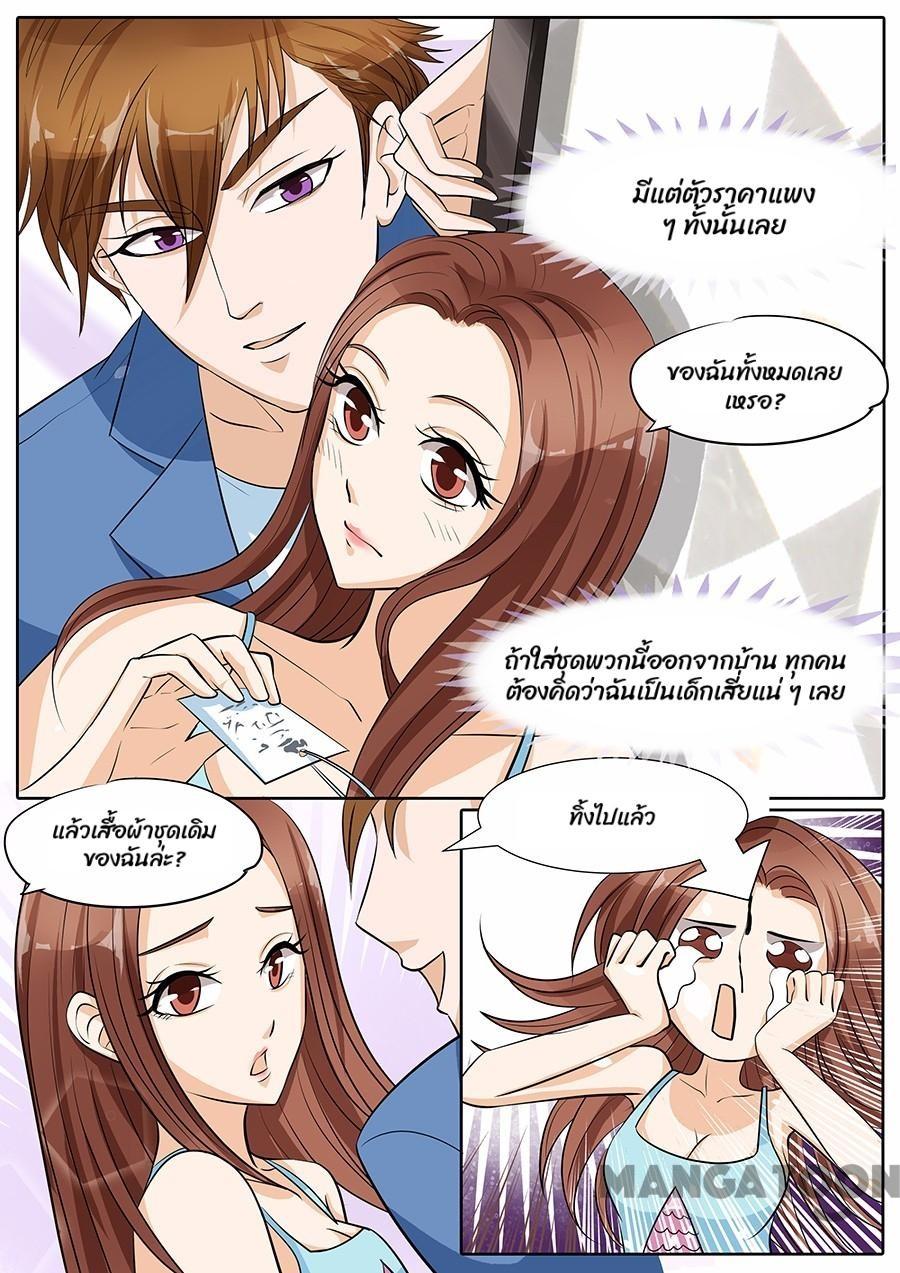 มีแต่ตัวราคาแพง
ๆ ทั้งนั้นเลย
ของฉันทั้งหมดเลย
เหรอ?
ถ้าใส่ชุดพวกนี้ออกจากบ้าน ทุกคน
ต้องคิดว่าฉันเป็นเด็กเสี่ยแน่ ๆ เลย
แล้วเสื้อผ้าชุดเดิม
ของฉันล่ะ?
ทิ้งไปแล้ว
MANGATOON